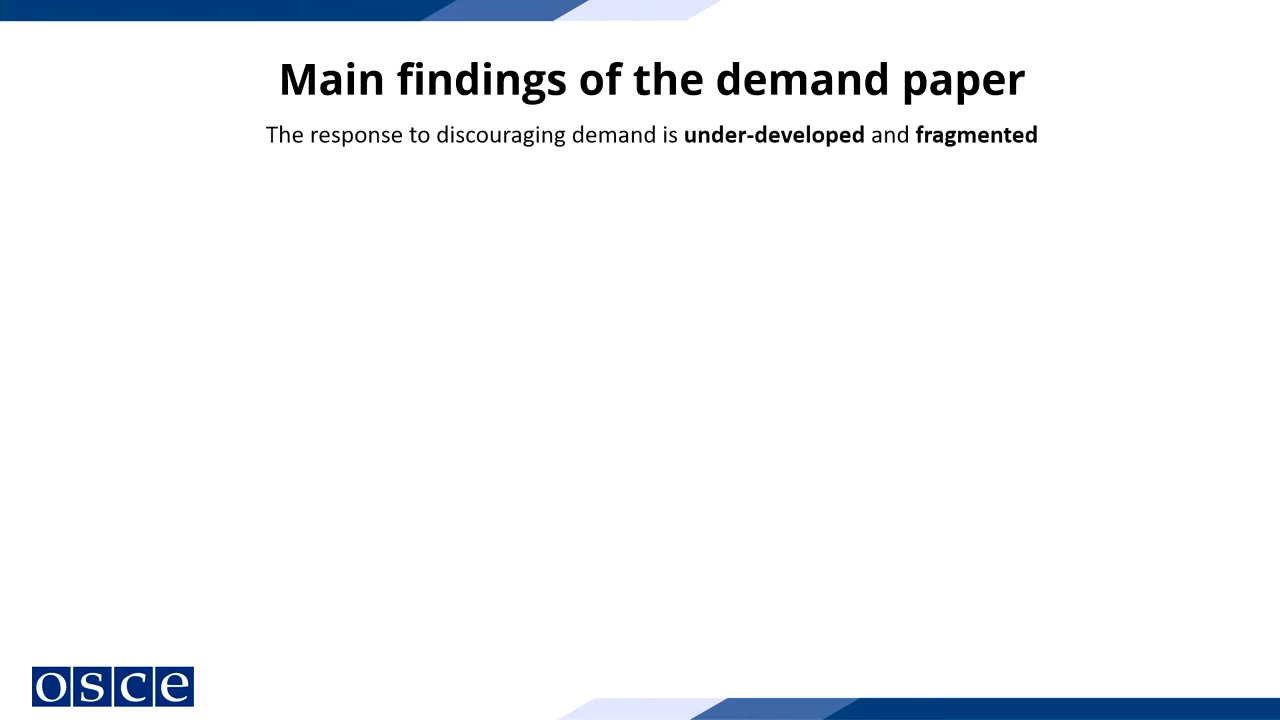 Main findings of the demand paper
The response to discouraging demand is under-developed and fragmented
osce